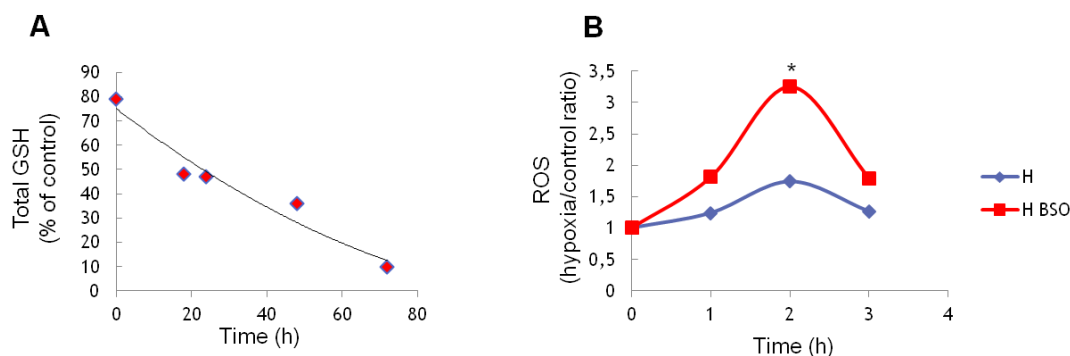 A
Total GSH
(% of control)
90
80
70
60
50
40
30
20
10
0
0 20 40 60 80
Time (h)
B
ROS
(hypoxia/control ratio)
3,5
3
2,5
2
1,5
1
0,5
0
*
0 1 2 3 4
Time (h)
H
H BSO